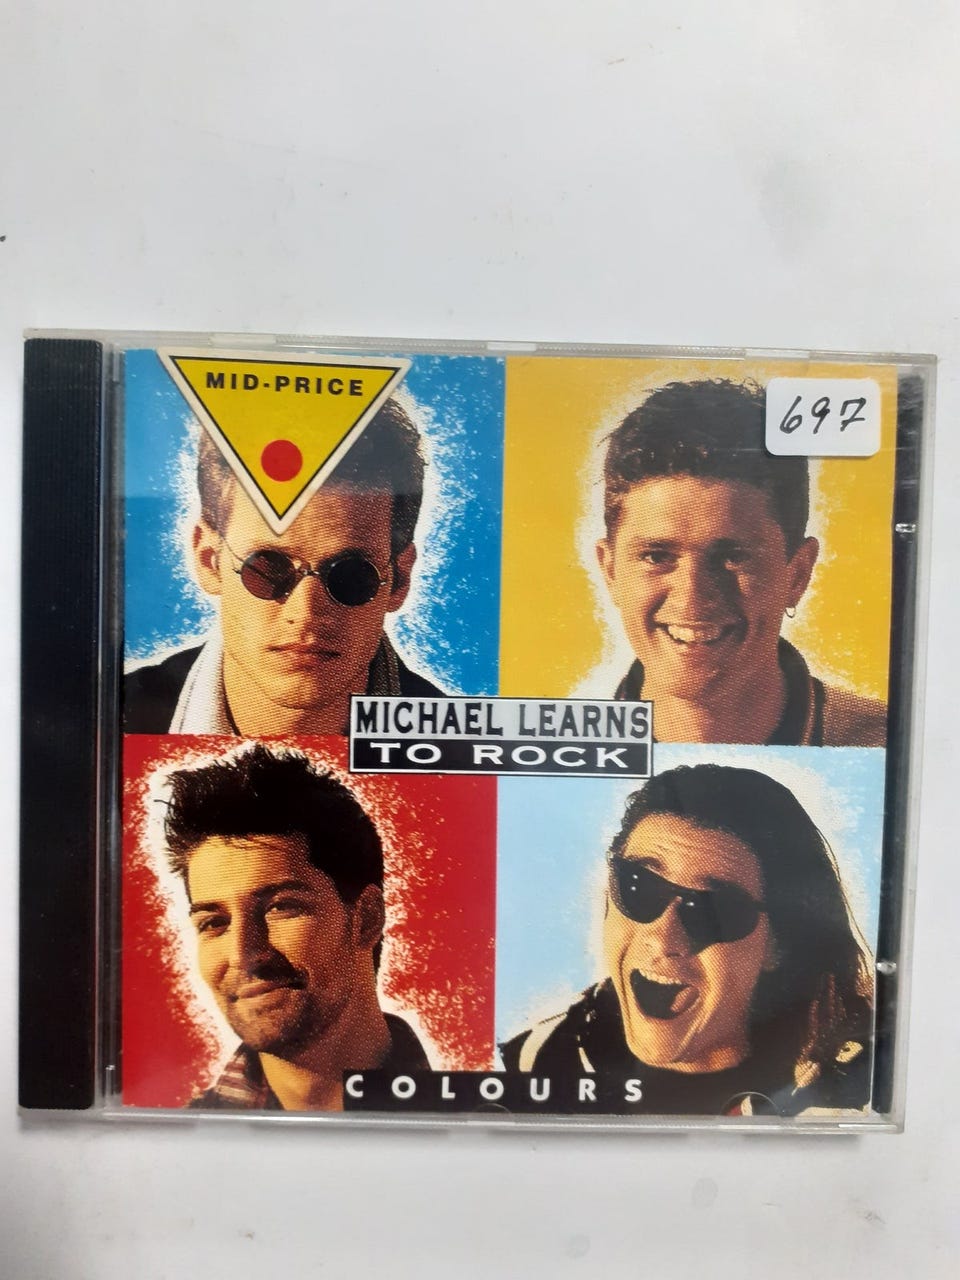 MID-PRICE
697
MICHAEL LEARNS
TO ROCK
COLOURS